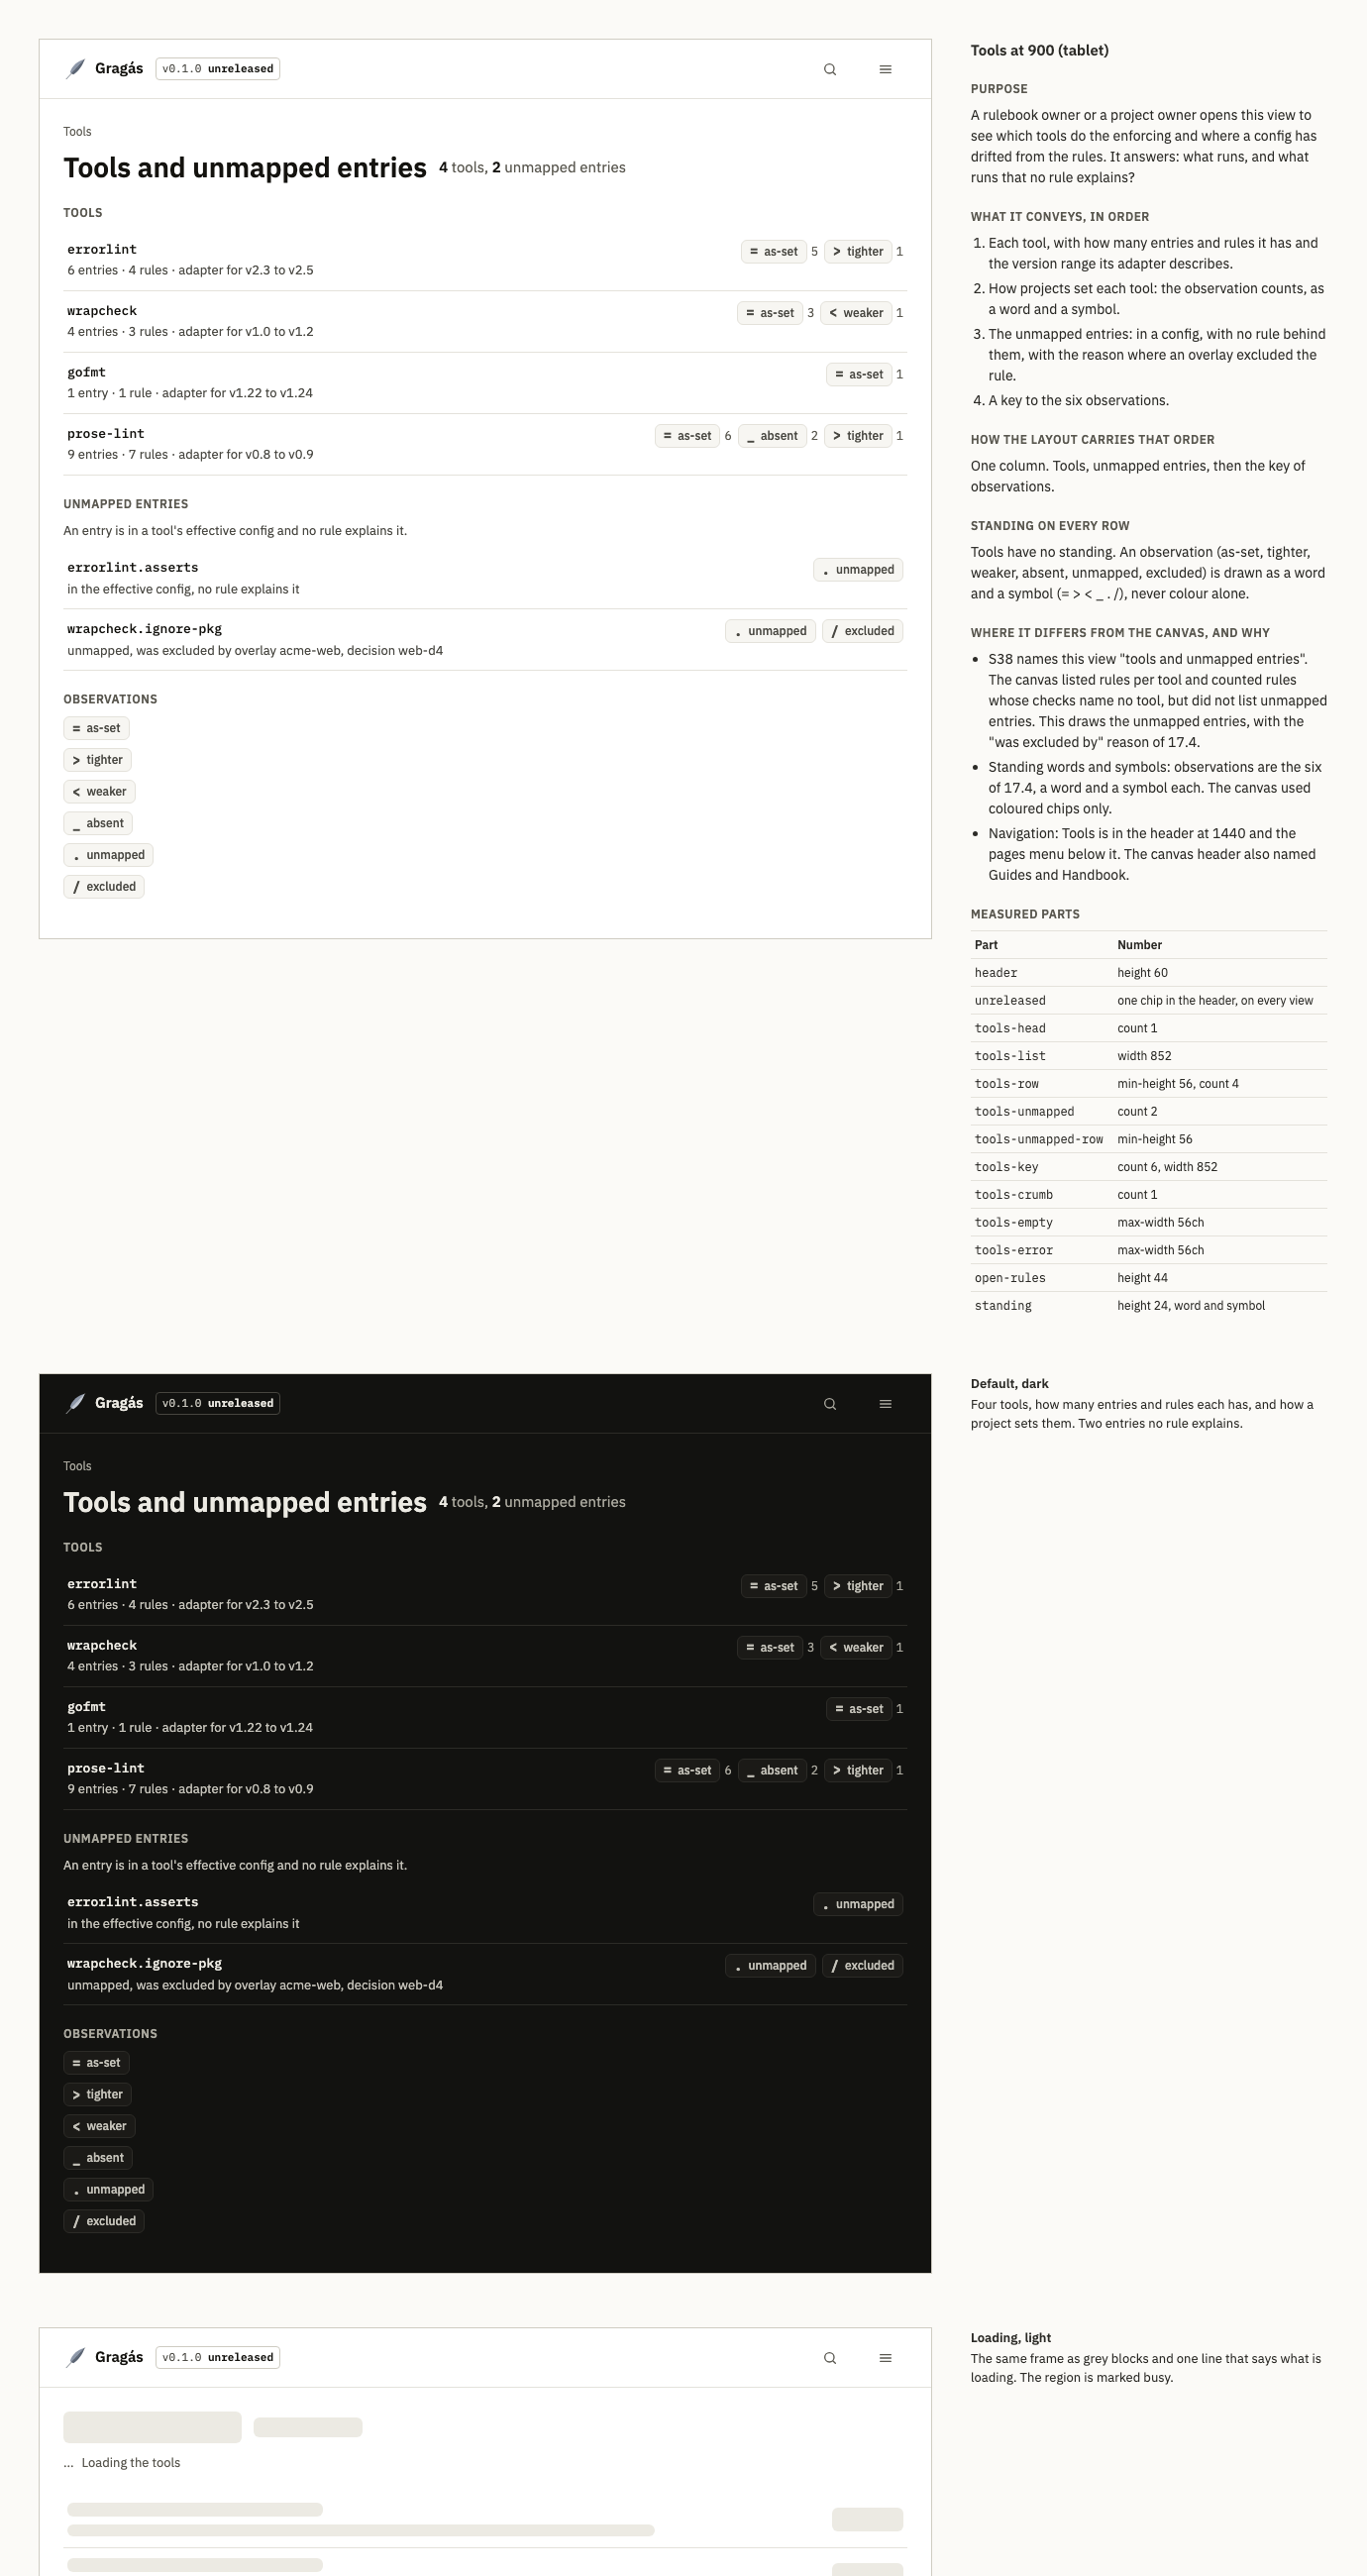 Gragás v0.1.0 unreleased
Tools
Tools and unmapped entries 4 tools, 2 unmapped entries
TOOLS
errorlint
= as-set 5 > tighter 1
6 entries · 4 rules · adapter for v2.3 to v2.5
wrapcheck
= as-set 3 < weaker 1
4 entries · 3 rules · adapter for v1.0 to v1.2
gofmt
= as-set 1
1 entry · 1 rule · adapter for v1.22 to v1.24
prose-lint
= as-set 6 _ absent 2 > tighter 1
9 entries · 7 rules · adapter for v0.8 to v0.9
UNMAPPED ENTRIES
An entry is in a tool's effective config and no rule explains it.
errorlint.asserts
. unmapped
in the effective config, no rule explains it
wrapcheck.ignore-pkg
. unmapped / excluded
unmapped, was excluded by overlay acme-web, decision web-d4
OBSERVATIONS
= as-set
> tighter
< weaker
_ absent
. unmapped
/ excluded
Tools at 900 (tablet)
PURPOSE
A rulebook owner or a project owner opens this view to
see which tools do the enforcing and where a config has
drifted from the rules. It answers: what runs, and what
runs that no rule explains?
WHAT IT CONVEYS, IN ORDER
1. Each tool, with how many entries and rules it has and
the version range its adapter describes.
2. How projects set each tool: the observation counts, as
a word and a symbol.
3. The unmapped entries: in a config, with no rule behind
them, with the reason where an overlay excluded the
rule.
4. A key to the six observations.
HOW THE LAYOUT CARRIES THAT ORDER
One column. Tools, unmapped entries, then the key of
observations.
STANDING ON EVERY ROW
Tools have no standing. An observation (as-set, tighter,
weaker, absent, unmapped, excluded) is drawn as a word
and a symbol (= > < _ . /), never colour alone.
WHERE IT DIFFERS FROM THE CANVAS, AND WHY
• S38 names this view "tools and unmapped entries".
The canvas listed rules per tool and counted rules
whose checks name no tool, but did not list unmapped
entries. This draws the unmapped entries, with the
"was excluded by" reason of 17.4.
• Standing words and symbols: observations are the six
of 17.4, a word and a symbol each. The canvas used
coloured chips only.
• Navigation: Tools is in the header at 1440 and the
pages menu below it. The canvas header also named
Guides and Handbook.
MEASURED PARTS
Part Number
header height 60
unreleased one chip in the header, on every view
tools-head count 1
tools-list width 852
tools-row min-height 56, count 4
tools-unmapped count 2
tools-unmapped-row min-height 56
tools-key count 6, width 852
tools-crumb count 1
tools-empty max-width 56ch
tools-error max-width 56ch
open-rules height 44
standing height 24, word and symbol
Gragás v0.1.0 unreleased
Tools
Tools and unmapped entries 4 tools, 2 unmapped entries
TOOLS
errorlint
= as-set 5 > tighter 1
6 entries · 4 rules · adapter for v2.3 to v2.5
wrapcheck
= as-set 3 < weaker 1
4 entries · 3 rules · adapter for v1.0 to v1.2
gofmt
= as-set 1
1 entry · 1 rule · adapter for v1.22 to v1.24
prose-lint
= as-set 6 _ absent 2 > tighter 1
9 entries · 7 rules · adapter for v0.8 to v0.9
UNMAPPED ENTRIES
An entry is in a tool's effective config and no rule explains it.
errorlint.asserts
. unmapped
in the effective config, no rule explains it
wrapcheck.ignore-pkg
. unmapped / excluded
unmapped, was excluded by overlay acme-web, decision web-d4
OBSERVATIONS
= as-set
> tighter
< weaker
_ absent
. unmapped
/ excluded
Default, dark
Four tools, how many entries and rules each has, and how a
project sets them. Two entries no rule explains.
Gragás v0.1.0 unreleased
... Loading the tools
Loading, light
The same frame as grey blocks and one line that says what is
loading. The region is marked busy.